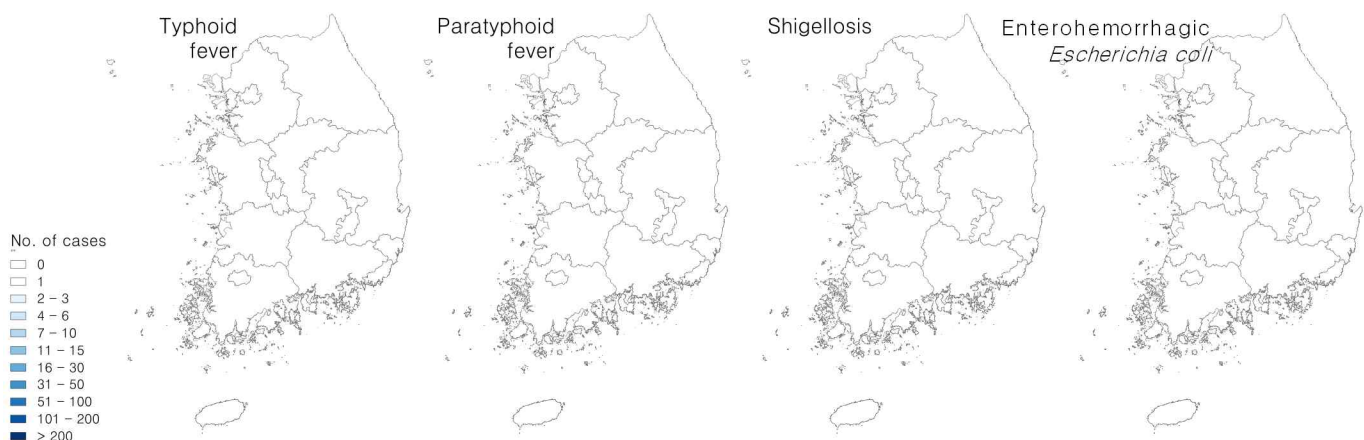 Typhoid
fever
Paratyphoid
fever
Shigellosis
Enterohemorrhagic
Escherichia coli
No. of cases
0
1
2 – 3
4 – 6
7 – 10
11 – 15
16 – 30
31 – 50
51 – 100
101 – 200
> 200